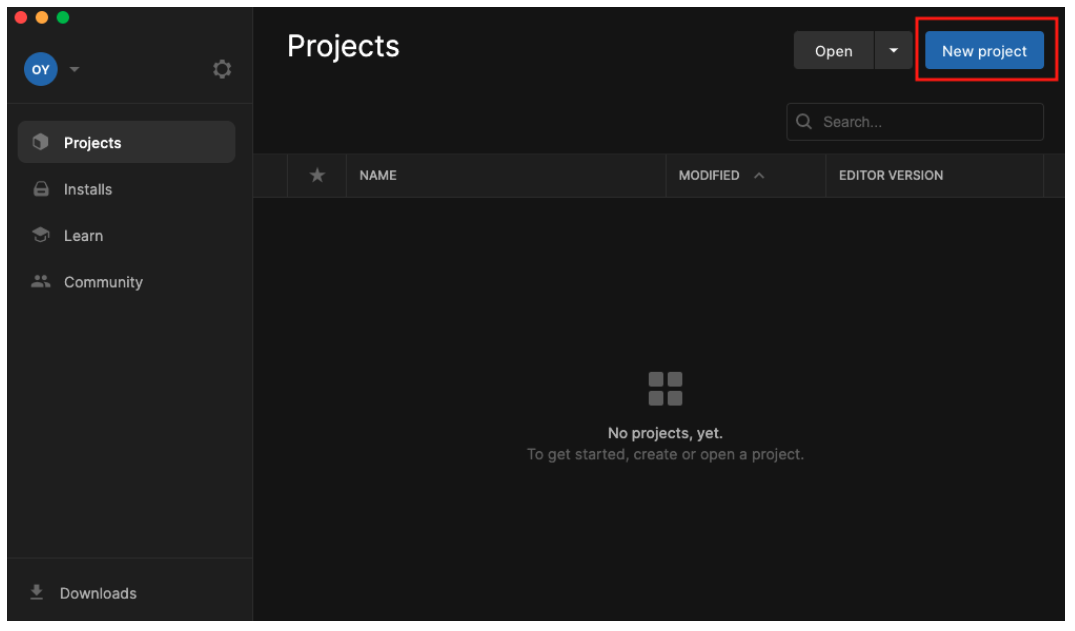 OY
Projects
Installs
Learn
Community
Downloads
Projects
Open
New project
Search...
NAME
MODIFIED
EDITOR VERSION
No projects, yet.
To get started, create or open a project.